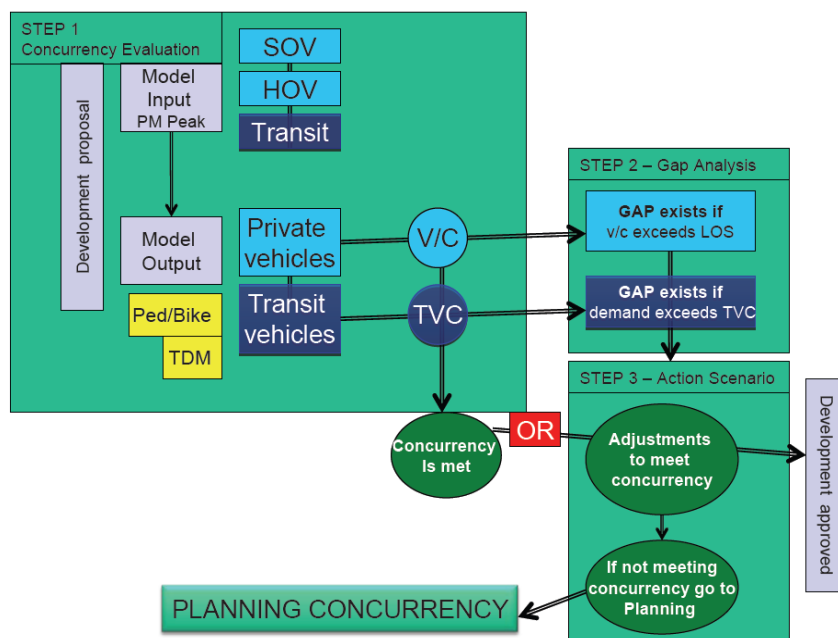 STEP 1
Concurrency Evaluation
Development proposal
Model
Input
PM Peak
SOV
HOV
Transit
Model
Output
Ped/Bike
TDM
Private
vehicles
Transit
vehicles
V/C
TVC
STEP 2 – Gap Analysis
GAP exists if
v/c exceeds LOS
GAP exists if
demand exceeds TVC
STEP 3 – Action Scenario
Concurrency
Is met
OR
Adjustments
to meet
concurrency
Development approved
If not meeting
concurrency go to
Planning
PLANNING CONCURRENCY